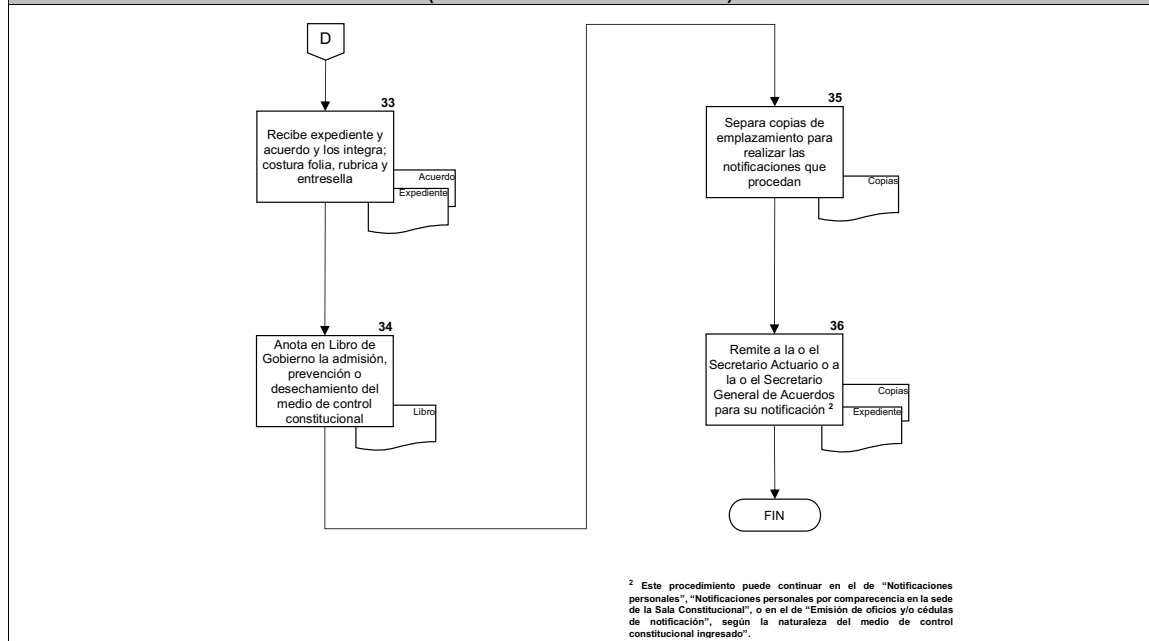 D
33
Recibe expediente y
acuerdo y los integra;
costura folia, rubrica y
entresella
Acuerdo
Expediente
34
Anota en Libro de
Gobierno la admisión,
prevención o
desechamiento del
medio de control
constitucional
Libro
35
Separa copias de
emplazamiento para
realizar las
notificaciones que
procedan
Copias
36
Remite a la o el
Secretario Actuario o a
la o el Secretario
General de Acuerdos
para su notificación ²
Copias
Expediente
FIN
² Este procedimiento puede continuar en el de “Notificaciones
personales”, “Notificaciones personales por comparecencia en la sede
de la Sala Constitucional”, o en el de “Emisión de oficios y/o cédulas
de notificación”, según la naturaleza del medio de control
constitucional ingresado”.